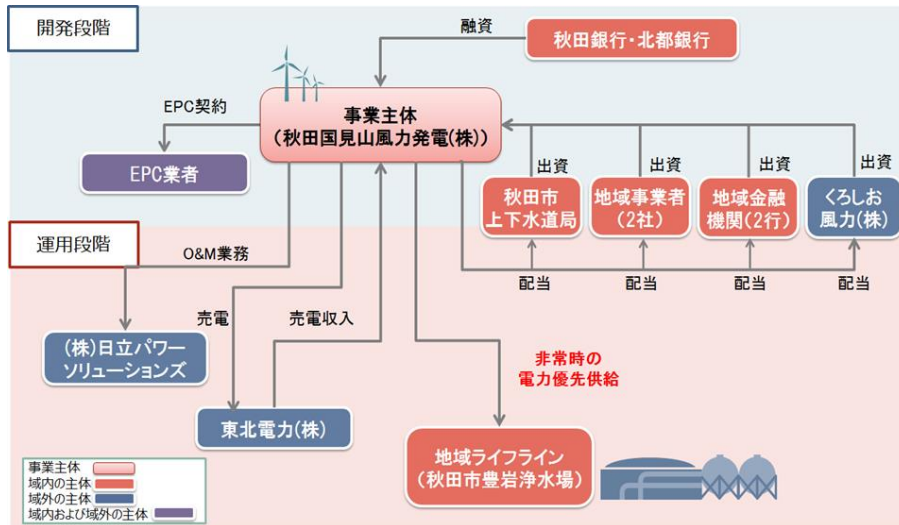 開発段階
融資
秋田銀行・北都銀行
EPC契約
事業主体
(秋田国見山風力発電(株))
EPC業者
出資
出資
出資
出資
秋田市
上下水道局
地域事業者
(2社)
地域金融
機関(2行)
くろしお
風力(株)
運用段階
O&M業務
配当
配当
配当
配当
売電
売電収入
(株)日立パワー
ソリューションズ
非常時の
電力優先供給
東北電力(株)
地域ライフライン
(秋田市豊岩浄水場)
事業主体
域内の主体
域外の主体
域内および域外の主体